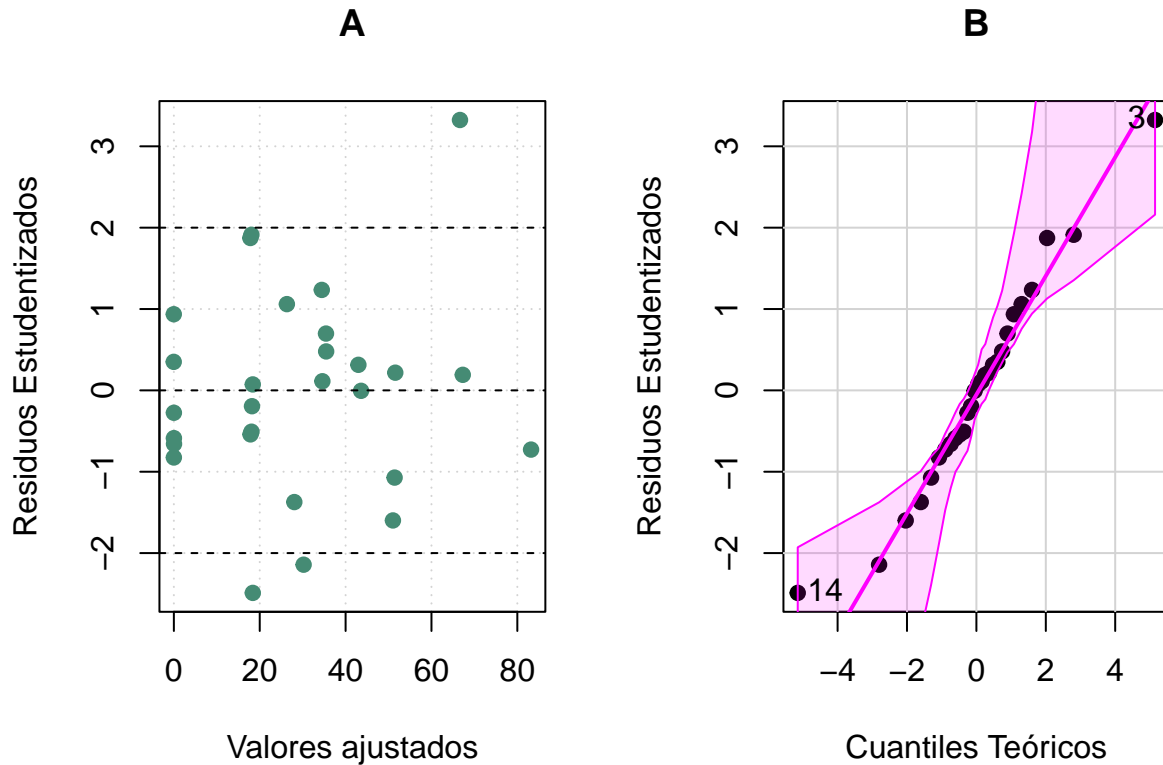 A
Residuos Estudentizados
3
2
1
0
−1
−2
0 20 40 60 80
Valores ajustados
B
Residuos Estudentizados
3
2
1
0
−1
−2
3
14
−4 −2 0 2 4
Cuantiles Teóricos